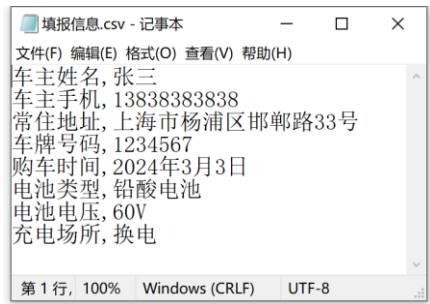 填报信息.csv - 记事本
文件(F) 编辑(E) 格式(O) 查看(V) 帮助(H)
车主姓名,张三
车主手机,13838383838
常住地址,上海市杨浦区邯郸路33号
车牌号码,1234567
购车时间,2024年3月3日
电池类型,铅酸电池
电池电压,60V
充电场所,换电
第 1 行, 100% Windows (CRLF) UTF-8